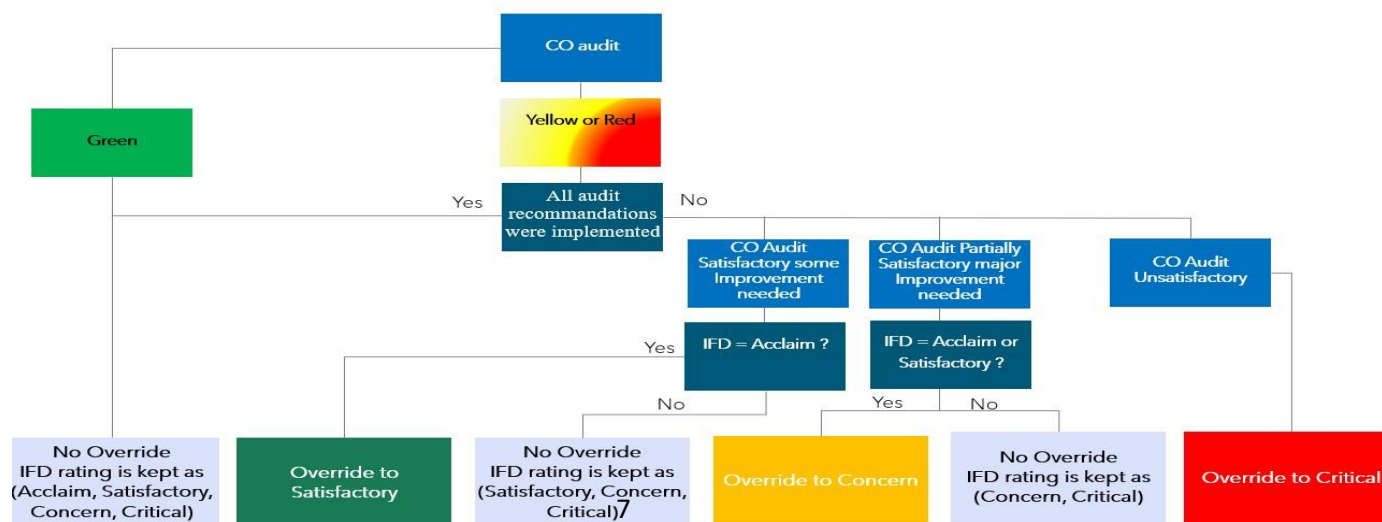 CO audit
Yellow or Red
Green
Yes
All audit
recommandations
were implemented
No
CO Audit
Satisfactory some
Improvement
needed
CO Audit Partially
Satisfactory major
Improvement
needed
CO Audit
Unsatisfactory
Yes
IFD = Acclaim ?
IFD = Acclaim or
Satisfactory ?
No
Yes
No
No Override
IFD rating is kept as
(Acclaim, Satisfactory,
Concern, Critical)
Override to
Satisfactory
No Override
IFD rating is kept as
(Satisfactory, Concern,
Critical)
7
Override to Concern
No Override
IFD rating is kept as
(Concern, Critical)
Override to Critical